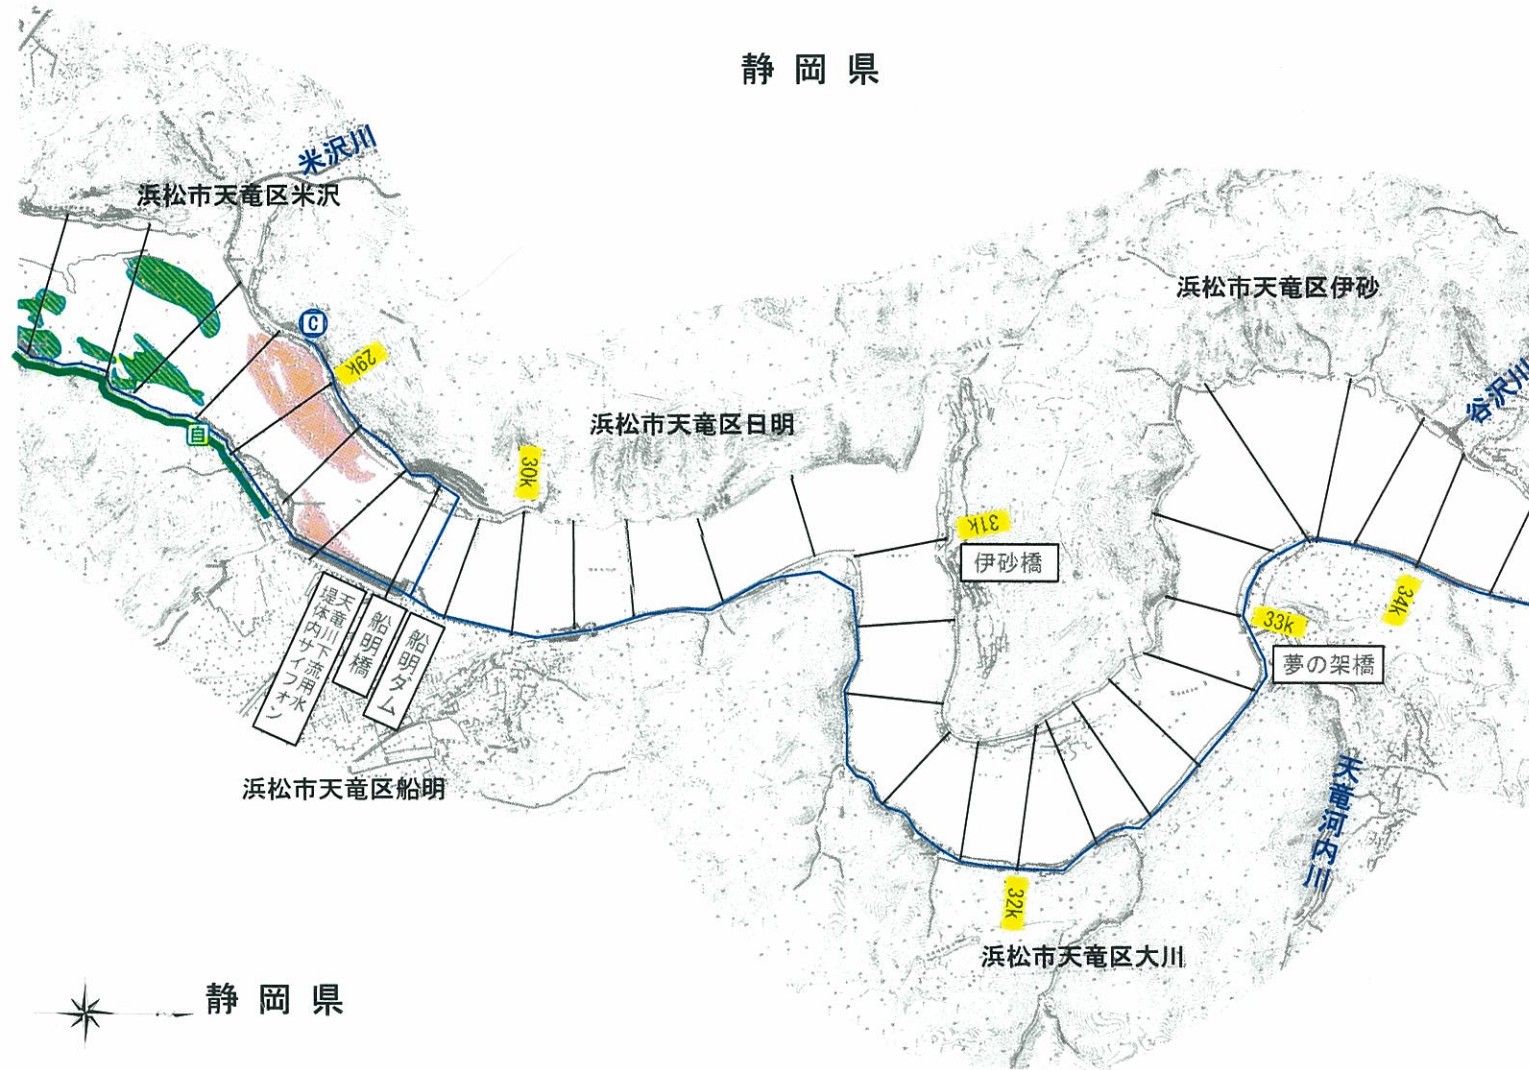 静岡県
米沢川
浜松市天竜区米沢
浜松市天竜区伊砂
C
29k
谷沢川
浜松市天竜区日明
自
30k
31k
伊砂橋
34k
33k
夢の架橋
天竜川下流用水
堤体内サイフォン
船明橋
船明ダム
浜松市天竜区船明
天竜河内川
32k
浜松市天竜区大川
静岡県